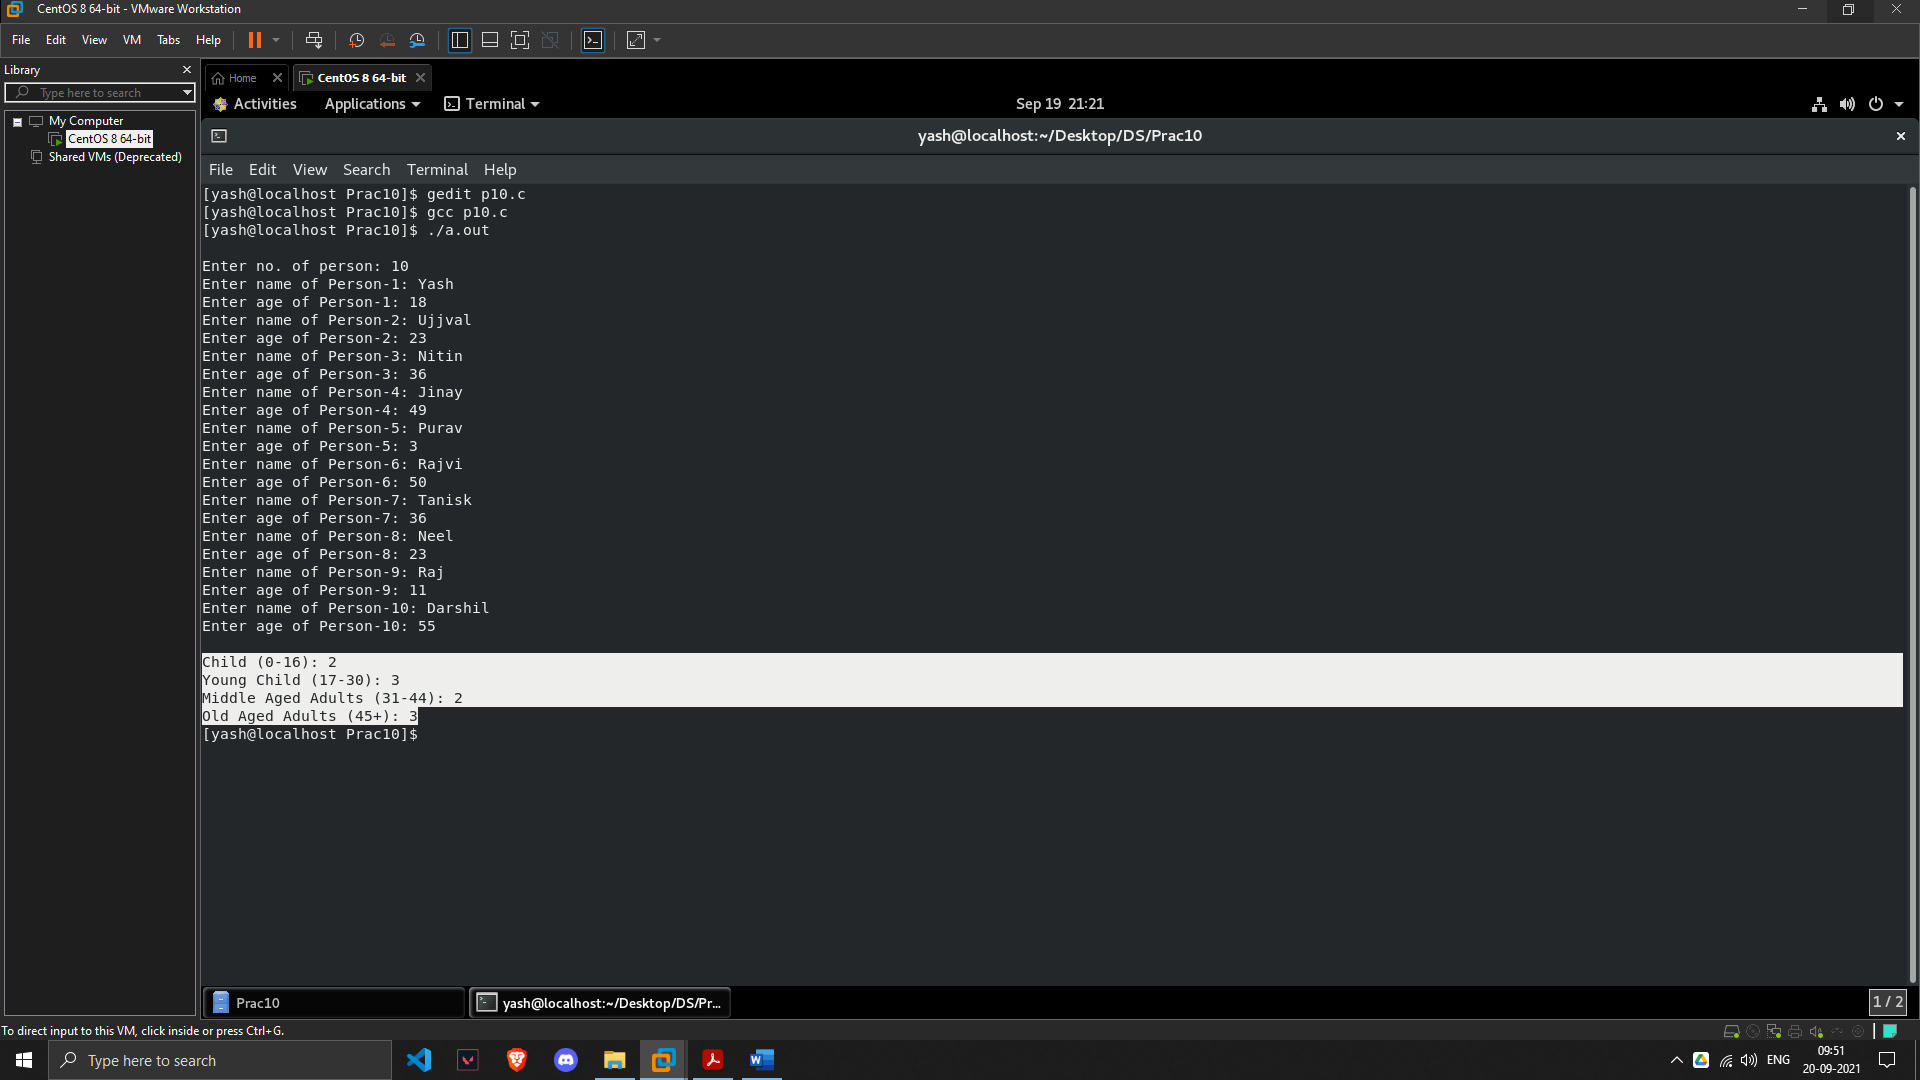 CentOS 8 64-bit - VMware Workstation
File Edit View VM Tabs Help
Library
Type here to search
My Computer
CentOS 8 64-bit
Shared VMs (Deprecated)
Home CentOS 8 64-bit
Activities Applications Terminal Sep 19 21:21
yash@localhost:~/Desktop/DS/Prac10
File Edit View Search Terminal Help
[yash@localhost Prac10]$ gedit p10.c
[yash@localhost Prac10]$ gcc p10.c
[yash@localhost Prac10]$ ./a.out
Enter no. of person: 10
Enter name of Person-1: Yash
Enter age of Person-1: 18
Enter name of Person-2: Ujjval
Enter age of Person-2: 23
Enter name of Person-3: Nitin
Enter age of Person-3: 36
Enter name of Person-4: Jinay
Enter age of Person-4: 49
Enter name of Person-5: Purav
Enter age of Person-5: 3
Enter name of Person-6: Rajvi
Enter age of Person-6: 50
Enter name of Person-7: Tanisk
Enter age of Person-7: 36
Enter name of Person-8: Neel
Enter age of Person-8: 23
Enter name of Person-9: Raj
Enter age of Person-9: 11
Enter name of Person-10: Darshil
Enter age of Person-10: 55
Child (0-16): 2
Young Child (17-30): 3
Middle Aged Adults (31-44): 2
Old Aged Adults (45+): 3
[yash@localhost Prac10]$
Prac10 yash@localhost:~/Desktop/DS/Pr... 1 / 2
To direct input to this VM, click inside or press Ctrl+G.
Type here to search
ENG
09:51
20-09-2021